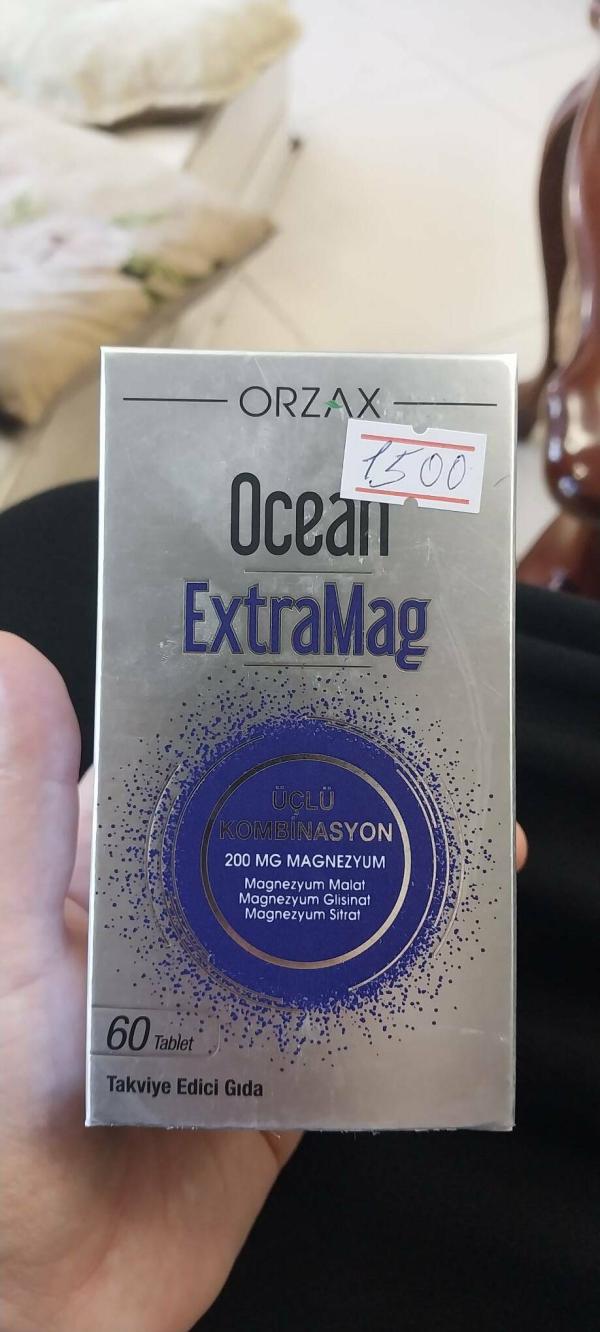 ORZAX
1500
Ocean
ExtraMag
ÜÇLÜ
KOMBİNASYON
200 MG MAGNEZYUM
Magnezyum Malat
Magnezyum Glisinat
Magnezyum Sitrat
60 Tablet
Takviye Edici Gıda